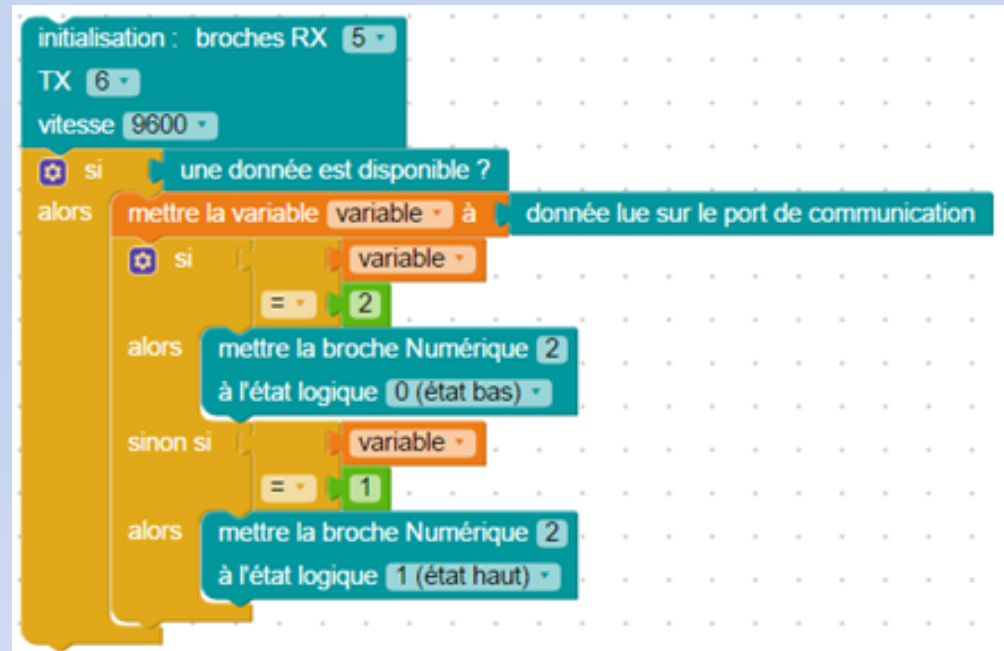 initialisation : broches RX 5
TX 6
vitesse 9600
si une donnée est disponible ?
alors mettre la variable variable à donnée lue sur le port de communication
si variable
= 2
alors mettre la broche Numérique 2
à l'état logique 0 (état bas)
sinon si variable
= 1
alors mettre la broche Numérique 2
à l'état logique 1 (état haut)